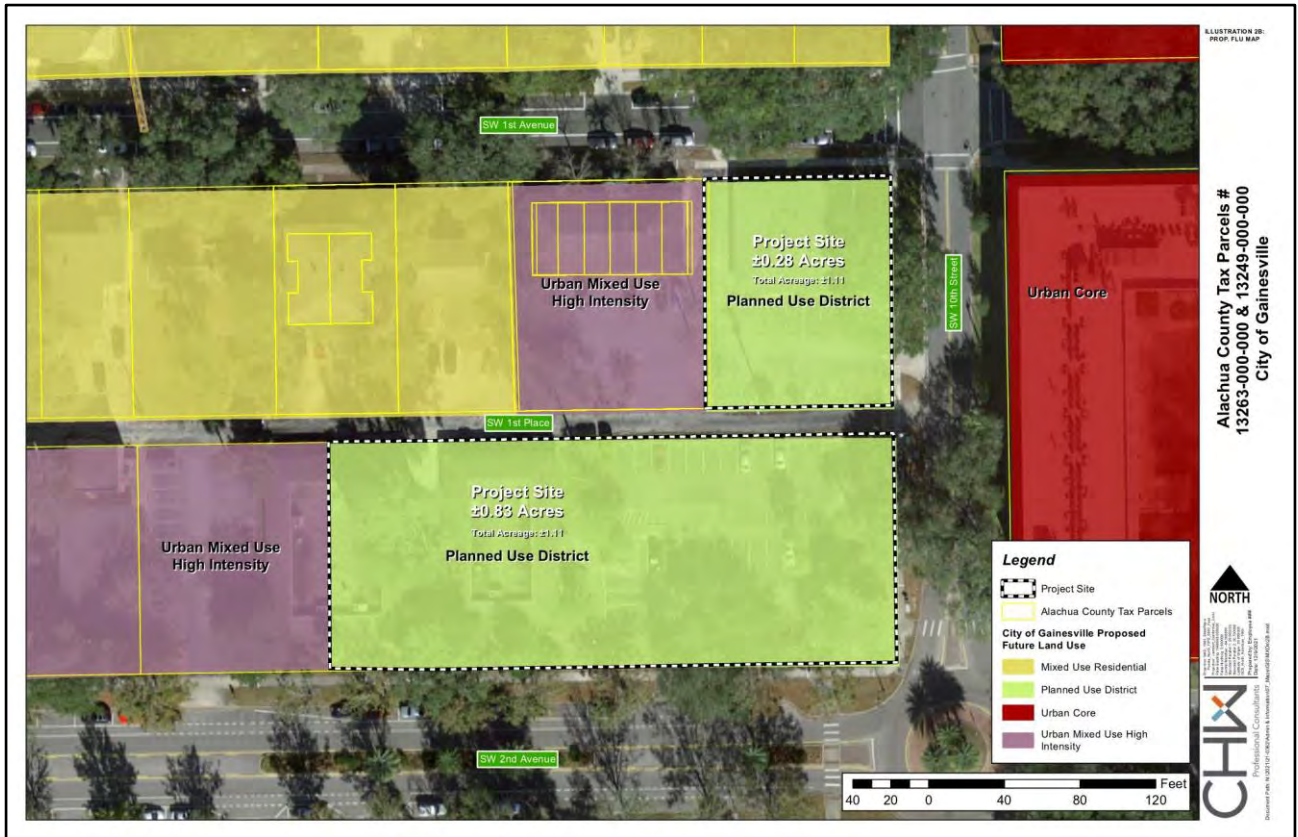 ILLUSTRATION 2B:
PROP. FLU MAP
SW 1st Avenue
Project Site
±0.28 Acres
Total Acreage: ±1.11
Planned Use District
Urban Mixed Use
High Intensity
SW 10th Street
Urban Core
SW 1st Place
Project Site
±0.83 Acres
Total Acreage: ±1.11
Planned Use District
Urban Mixed Use
High Intensity
SW 2nd Avenue
Legend
Project Site
Alachua County Tax Parcels
City of Gainesville Proposed
Future Land Use
Mixed Use Residential
Planned Use District
Urban Core
Urban Mixed Use High
Intensity
40 20 0 40 80 120 Feet
Alachua County Tax Parcels #
13263-000-000 & 13249-000-000
City of Gainesville
NORTH
CHW
Professional Consultants